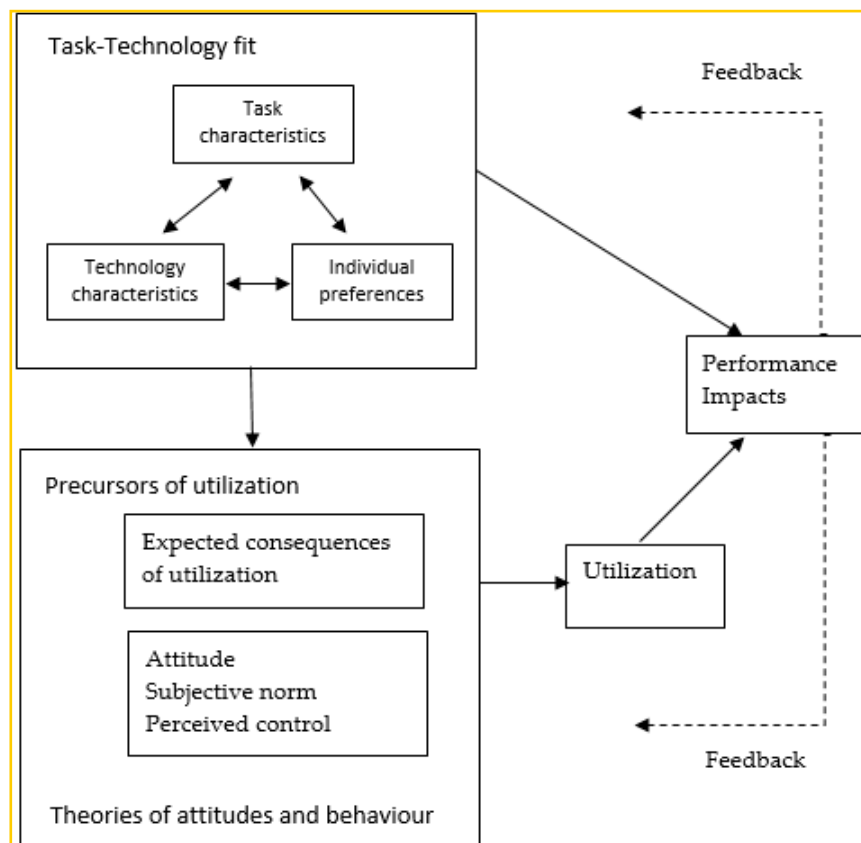 Task-Technology fit
Feedback
Task
characteristics
Technology
characteristics
Individual
preferences
Performance
Impacts
Precursors of utilization
Expected consequences
of utilization
Utilization
Attitude
Subjective norm
Perceived control
Feedback
Theories of attitudes and behaviour